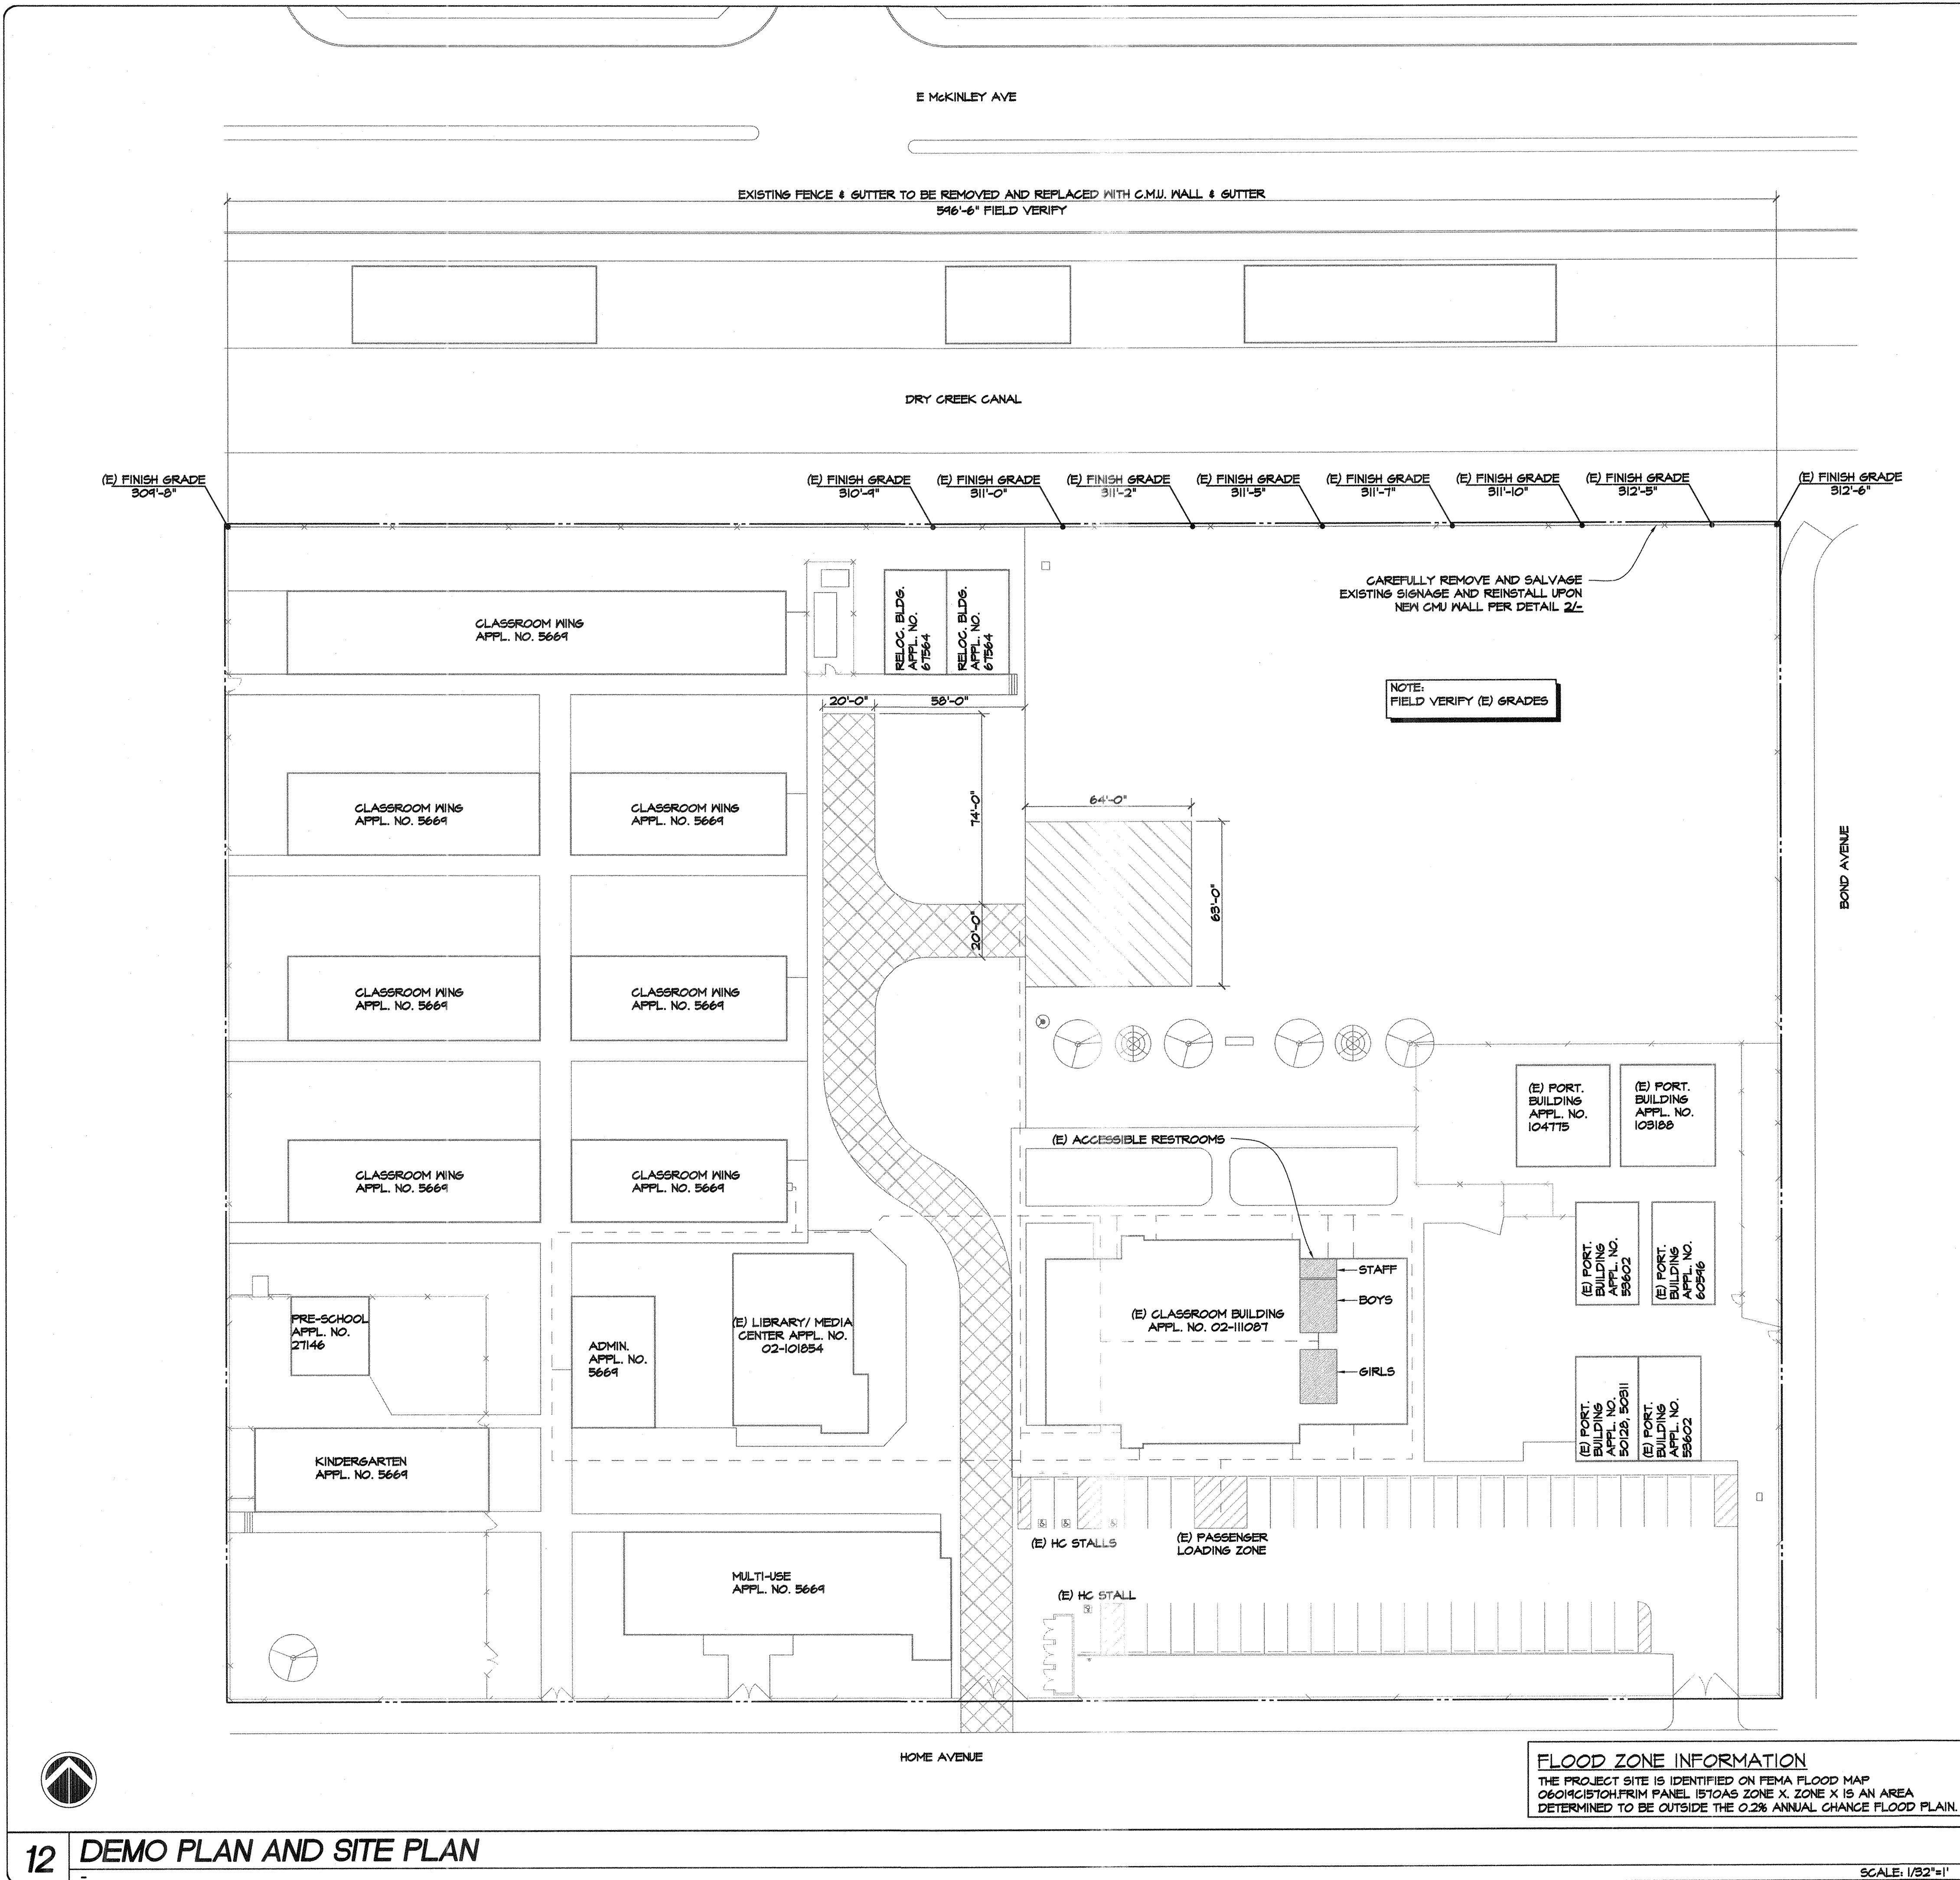 E McKINLEY AVE
EXISTING FENCE & GUTTER TO BE REMOVED AND REPLACED WITH C.M.U. WALL & GUTTER
596'-6" FIELD VERIFY
DRY CREEK CANAL
(E) FINISH GRADE
309'-8"
(E) FINISH GRADE
310'-9"
(E) FINISH GRADE
311'-0"
(E) FINISH GRADE
311'-2"
(E) FINISH GRADE
311'-5"
(E) FINISH GRADE
311'-7"
(E) FINISH GRADE
311'-10"
(E) FINISH GRADE
312'-5"
(E) FINISH GRADE
312'-6"
CAREFULLY REMOVE AND SALVAGE
EXISTING SIGNAGE AND REINSTALL UPON
NEW CMU WALL PER DETAIL 2/-
CLASSROOM WING
APPL. NO. 5669
RELOC. BLDG.
APPL. NO.
67564
RELOC. BLDG.
APPL. NO.
67564
NOTE:
FIELD VERIFY (E) GRADES
20'-0"
58'-0"
74'-0"
20'-0"
64'-0"
63'-0"
CLASSROOM WING
APPL. NO. 5669
CLASSROOM WING
APPL. NO. 5669
BOND AVENUE
CLASSROOM WING
APPL. NO. 5669
CLASSROOM WING
APPL. NO. 5669
(E) PORT.
BUILDING
APPL. NO.
104775
(E) PORT.
BUILDING
APPL. NO.
103188
(E) ACCESSIBLE RESTROOMS
CLASSROOM WING
APPL. NO. 5669
CLASSROOM WING
APPL. NO. 5669
(E) PORT.
BUILDING
APPL. NO.
53602
(E) PORT.
BUILDING
APPL. NO.
60596
STAFF
BOYS
GIRLS
(E) CLASSROOM BUILDING
APPL. NO. 02-111087
PRE-SCHOOL
APPL. NO.
27146
ADMIN.
APPL. NO.
5669
(E) LIBRARY/ MEDIA
CENTER APPL. NO.
02-101854
(E) PORT.
BUILDING
APPL. NO.
50128, 50311
(E) PORT.
BUILDING
APPL. NO.
53602
KINDERGARTEN
APPL. NO. 5669
(E) HC STALLS
(E) PASSENGER
LOADING ZONE
MULTI-USE
APPL. NO. 5669
(E) HC STALL
HOME AVENUE
FLOOD ZONE INFORMATION
THE PROJECT SITE IS IDENTIFIED ON FEMA FLOOD MAP
06019C1570H.FRIM PANEL 1570AS ZONE X. ZONE X IS AN AREA
DETERMINED TO BE OUTSIDE THE 0.2% ANNUAL CHANCE FLOOD PLAIN.
12
DEMO PLAN AND SITE PLAN
-
SCALE: 1/32"=1'